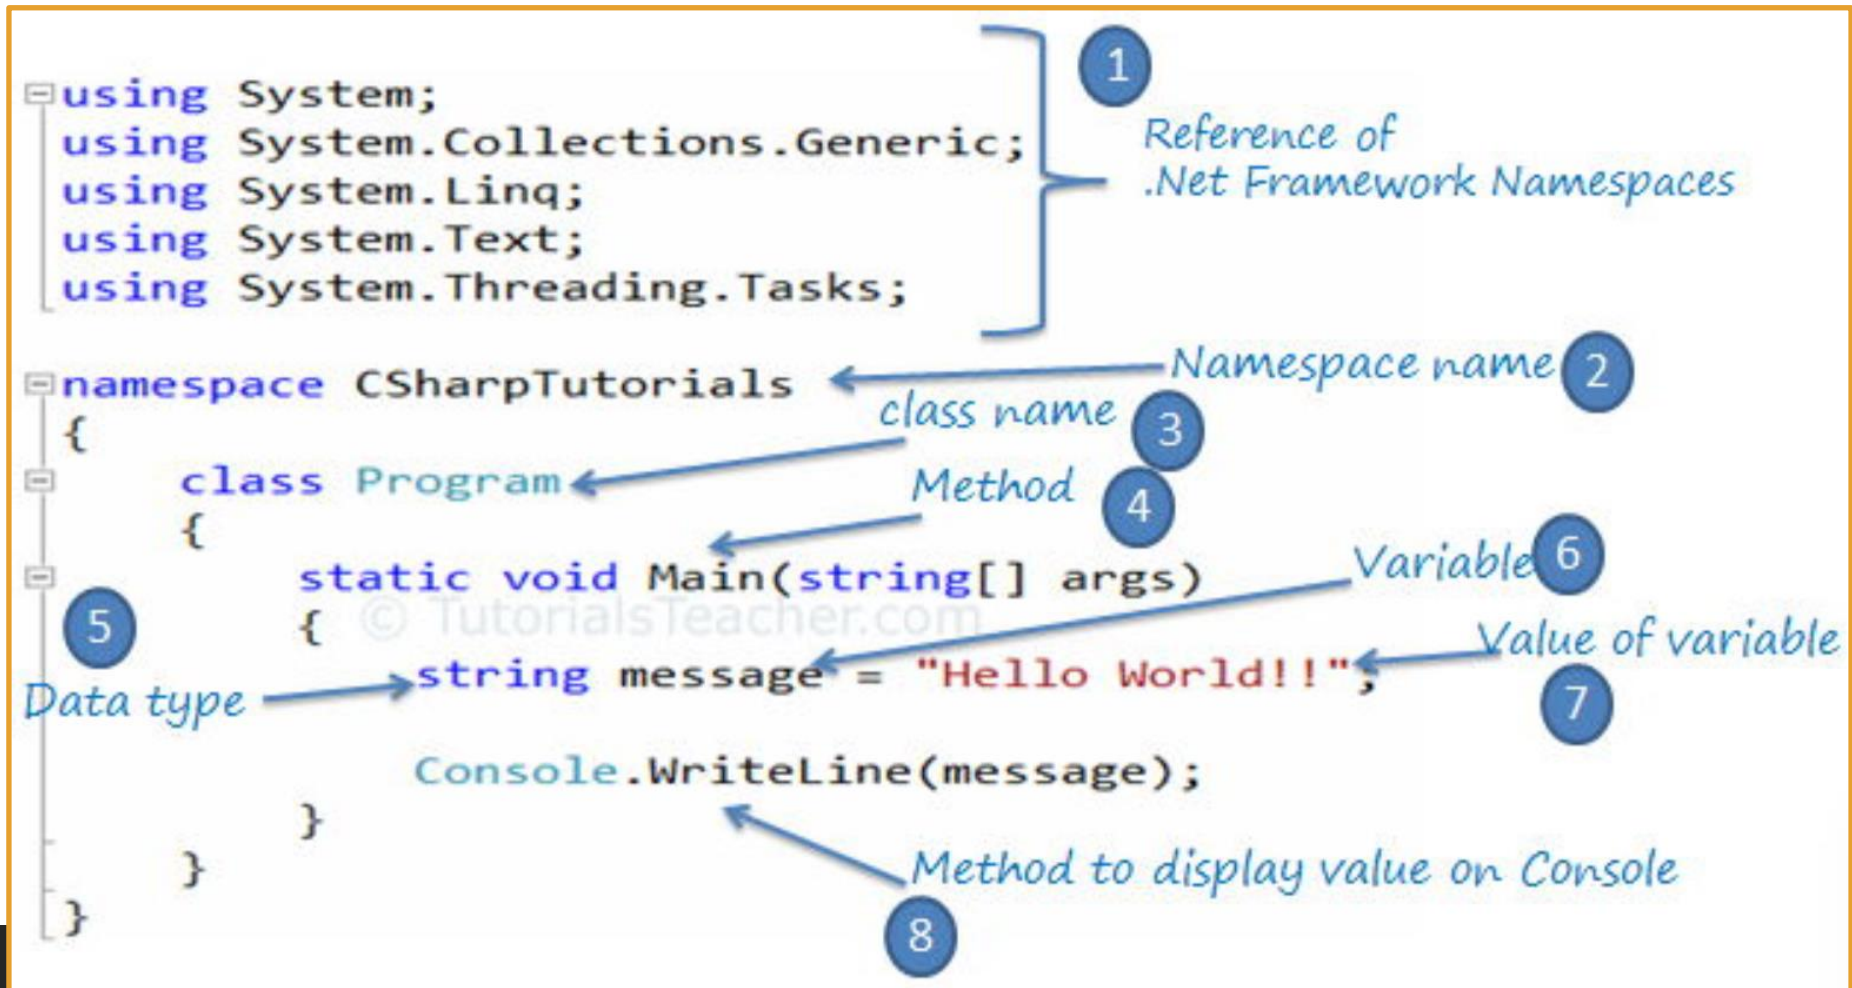 1
using System;
using System.Collections.Generic;
Reference of
using System.Linq;
.Net Framework Namespaces
using System.Text;
using System.Threading.Tasks;
Namespace name 2
namespace CSharpTutorials
class name 3
{
class Program
Method 4
{
Variable 6
static void Main(string[] args)
5
{
© TutorialsTeacher.com
Value of variable
string message = "Hello World!!";
Data type
7
Console.WriteLine(message);
}
}
Method to display value on Console
}
8